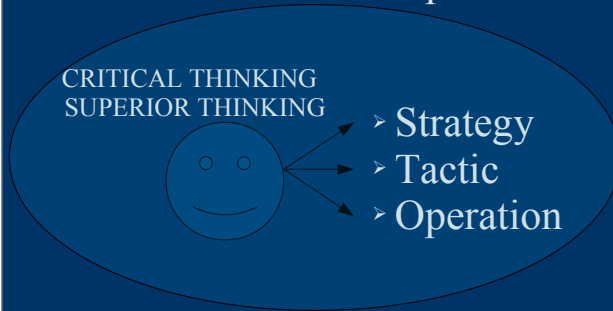 CRITICAL THINKING
SUPERIOR THINKING
Strategy
Tactic
Operation